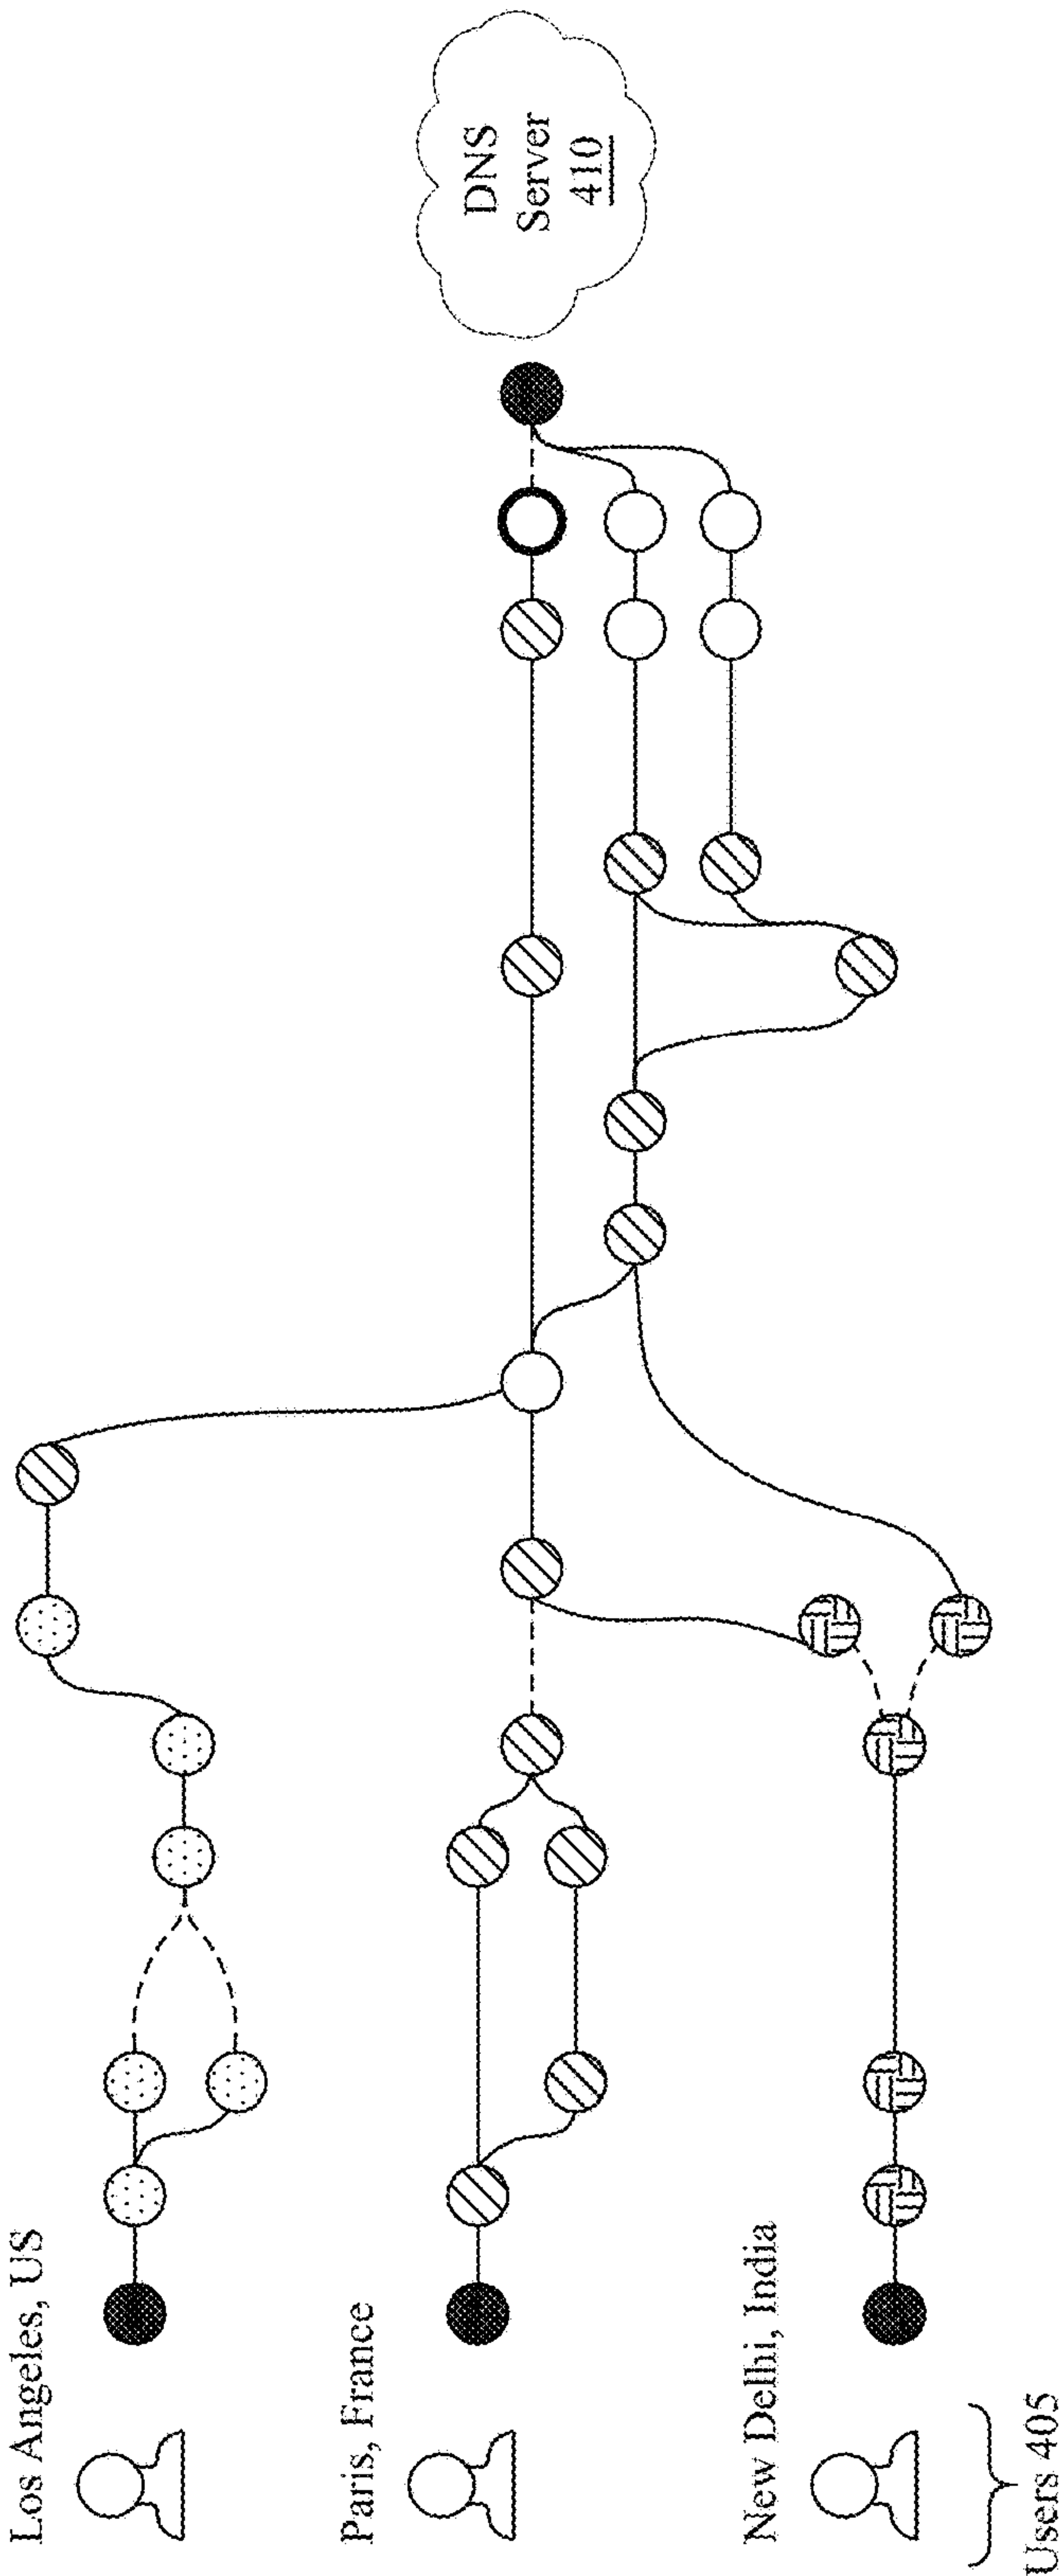 Los Angeles, US
Paris, France
New Delhi, India
Users 405
DNS
Server
410